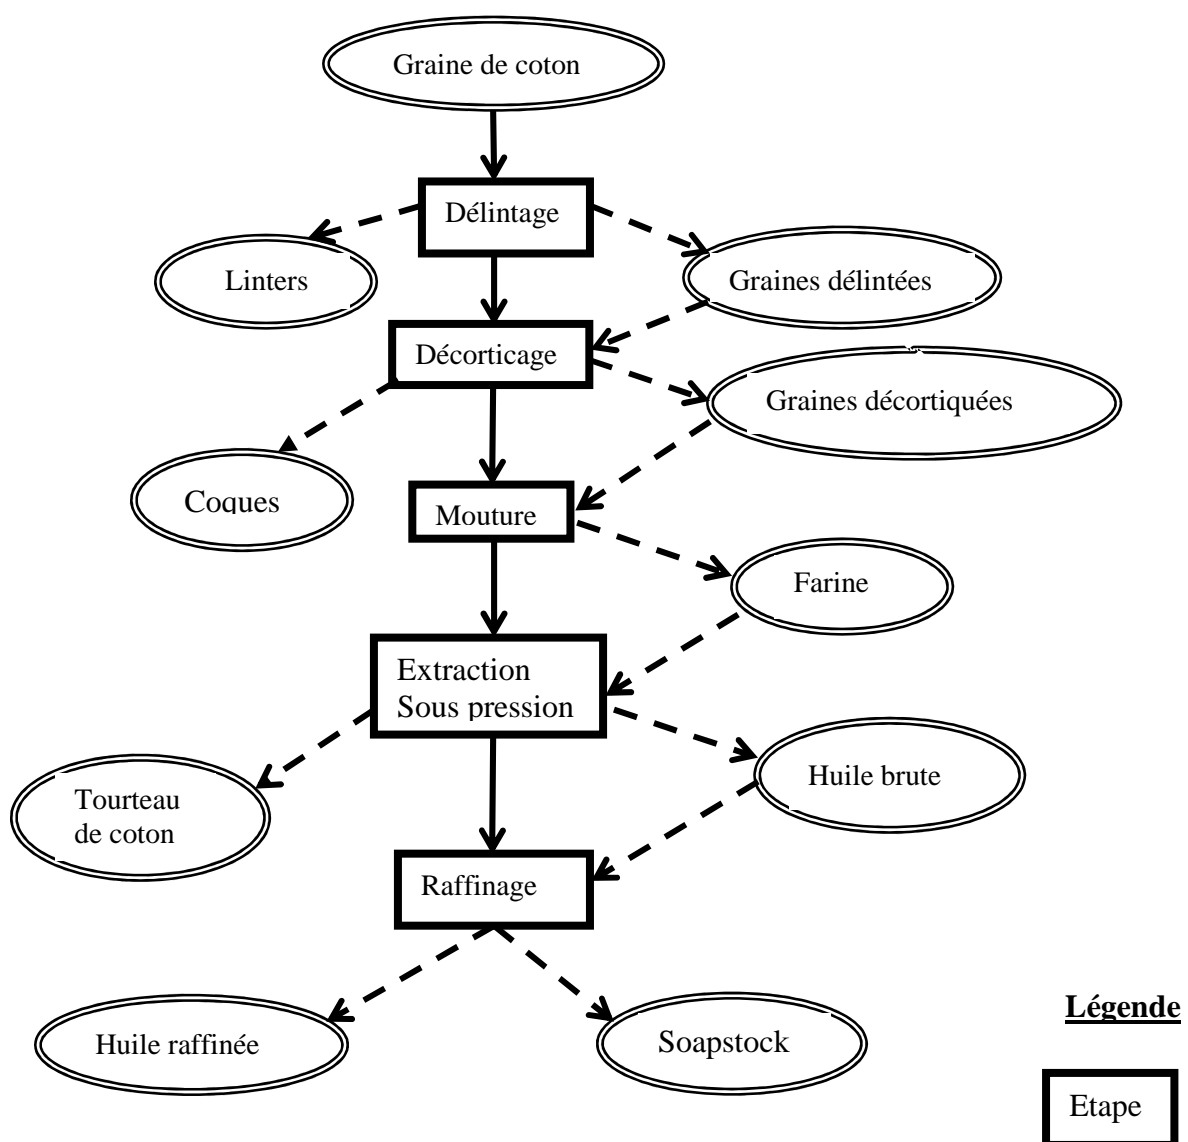 Graine de coton
Délintage
Linters
Graines délintées
Décorticage
Graines décortiquées
Coques
Mouture
Farine
Extraction
Sous pression
Huile brute
Tourteau
de coton
Raffinage
Légende
Huile raffinée
Soapstock
Etape